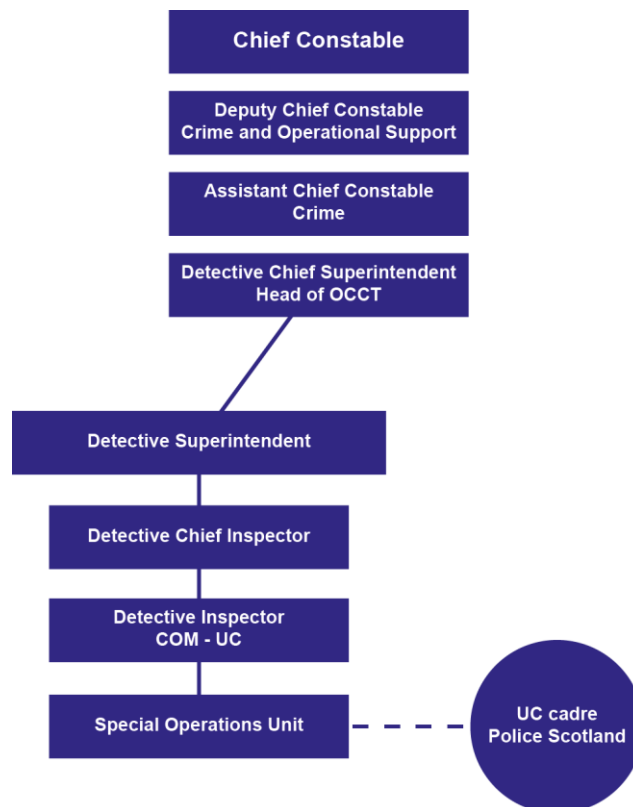 Chief Constable
Deputy Chief Constable
Crime and Operational Support
Assistant Chief Constable
Crime
Detective Chief Superintendent
Head of OCCT
Detective Superintendent
Detective Chief Inspector
Detective Inspector
COM - UC
Special Operations Unit
UC cadre
Police Scotland